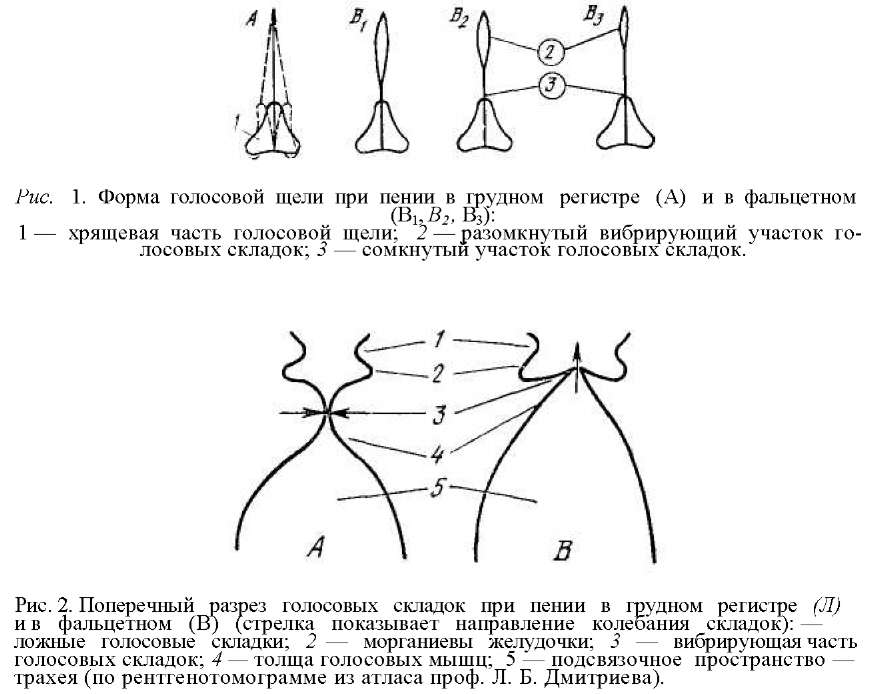 A B₁ B₂ B₃
2
3
1
Рис. 1. Форма голосовой щели при пении в грудном регистре (А) и в фальцетном
(В₁, В₂, В₃):
1 — хрящевая часть голосовой щели; 2 — разомкнутый вибрирующий участок го-
лосовых складок; 3 — сомкнутый участок голосовых складок.
1
2
3
4
5
A B
Рис. 2. Поперечный разрез голосовых складок при пении в грудном регистре (Л)
и в фальцетном (В) (стрелка показывает направление колебания складок): —
ложные голосовые складки; 2 — морганиевы желудочки; 3 — вибрирующая часть
голосовых складок; 4 — толща голосовых мышц; 5 — подсвязочное пространство —
трахея (по рентгенотомограмме из атласа проф. Л. Б. Дмитриева).